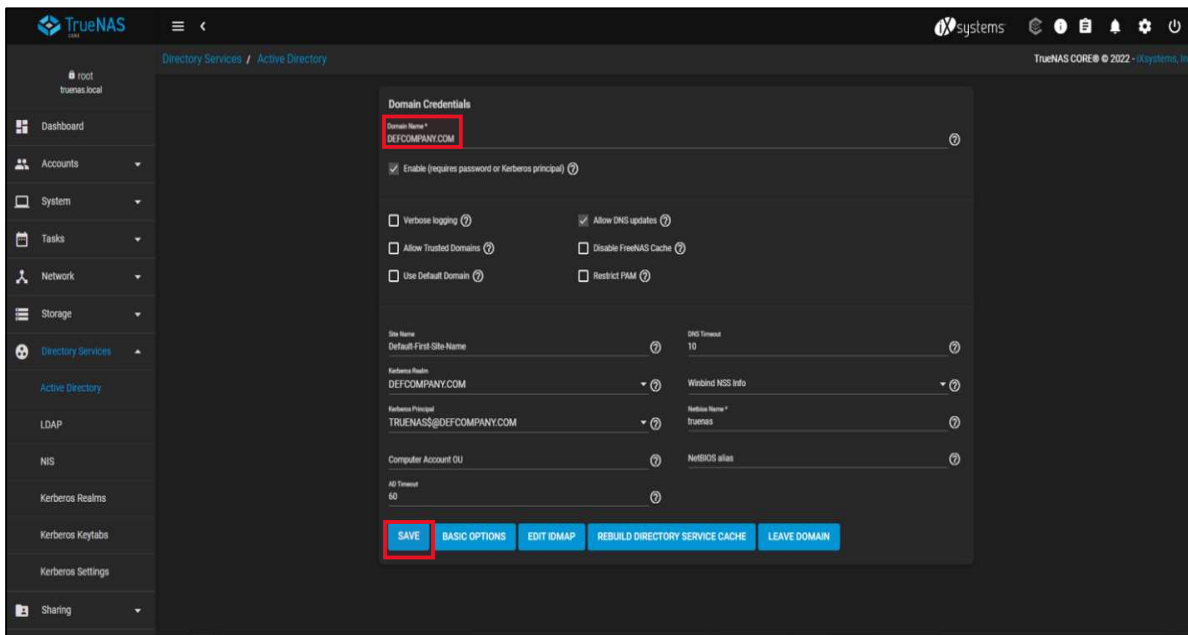 TrueNAS
CORE
iXsystems
root
truenas.local
Directory Services / Active Directory
TrueNAS CORE® © 2022 - iXsystems, In
Dashboard
Accounts
System
Tasks
Network
Storage
Directory Services
Active Directory
LDAP
NIS
Kerberos Realms
Kerberos Keytabs
Kerberos Settings
Sharing
Domain Credentials
Domain Name *
DEFCOMPANY.COM
Enable (requires password or Kerberos principal)
Verbose logging
Allow DNS updates
Allow Trusted Domains
Disable FreeNAS Cache
Use Default Domain
Restrict PAM
Site Name
Default-First-Site-Name
DNS Timeout
10
Kerberos Realm
DEFCOMPANY.COM
Winbind NSS Info
Kerberos Principal
TRUENAS$@DEFCOMPANY.COM
Netbios Name *
truenas
Computer Account OU
NetBIOS alias
AD Timeout
60
SAVE
BASIC OPTIONS
EDIT IDMAP
REBUILD DIRECTORY SERVICE CACHE
LEAVE DOMAIN